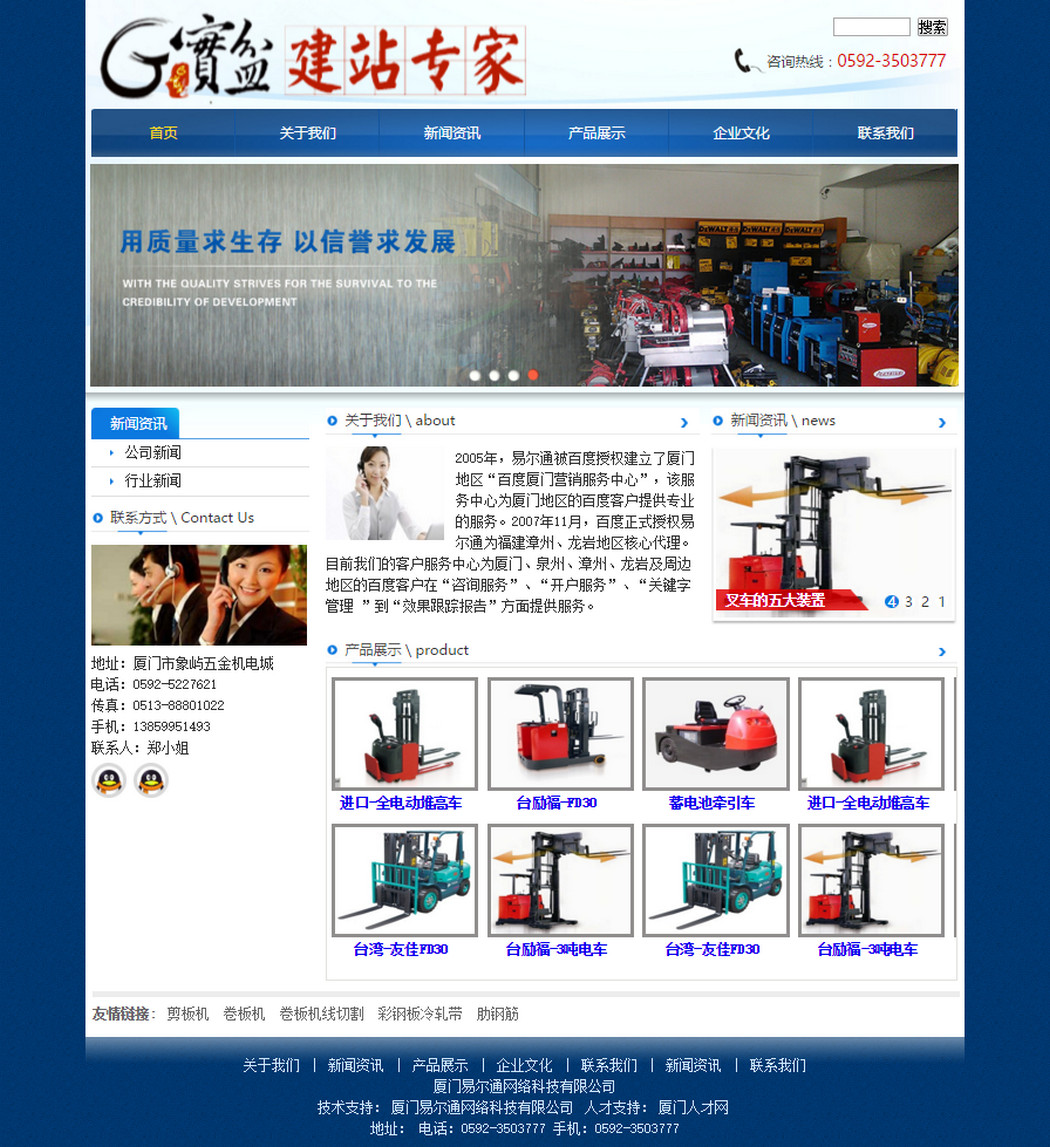 寶盆 建站专家
搜索
咨询热线：0592-3503777
首页 关于我们 新闻资讯 产品展示 企业文化 联系我们
用质量求生存 以信誉求发展
WITH THE QUALITY STRIVES FOR THE SURVIVAL TO THE
CREDIBILITY OF DEVELOPMENT
DEWALT DEWALT DEWALT
新闻资讯
公司新闻
行业新闻
联系方式 \ Contact Us
地址：厦门市象屿五金机电城
电话：0592-5227621
传真：0513-88801022
手机：13859951493
联系人：郑小姐
关于我们 \ about
2005年，易尔通被百度授权建立了厦门
地区“百度厦门营销服务中心”，该服
务中心为厦门地区的百度客户提供专业
的服务。2007年11月，百度正式授权易
尔通为福建漳州、龙岩地区核心代理。
目前我们的客户服务中心为厦门、泉州、漳州、龙岩及周边
地区的百度客户在“咨询服务”、“开户服务”、“关键字
管理 ”到“效果跟踪报告”方面提供服务。
新闻资讯 \ news
叉车的五大装置 4 3 2 1
产品展示 \ product
进口-全电动堆高车 台励福-FD30 蓄电池牵引车 进口-全电动堆高车
台湾-友佳FD30 台励福-3吨电车 台湾-友佳FD30 台励福-3吨电车
友情链接： 剪板机 卷板机 卷板机线切割 彩钢板冷轧带 肋钢筋
关于我们 | 新闻资讯 | 产品展示 | 企业文化 | 联系我们 | 新闻资讯 | 联系我们
厦门易尔通网络科技有限公司
技术支持： 厦门易尔通网络科技有限公司 人才支持： 厦门人才网
地址： 电话：0592-3503777 手机：0592-3503777